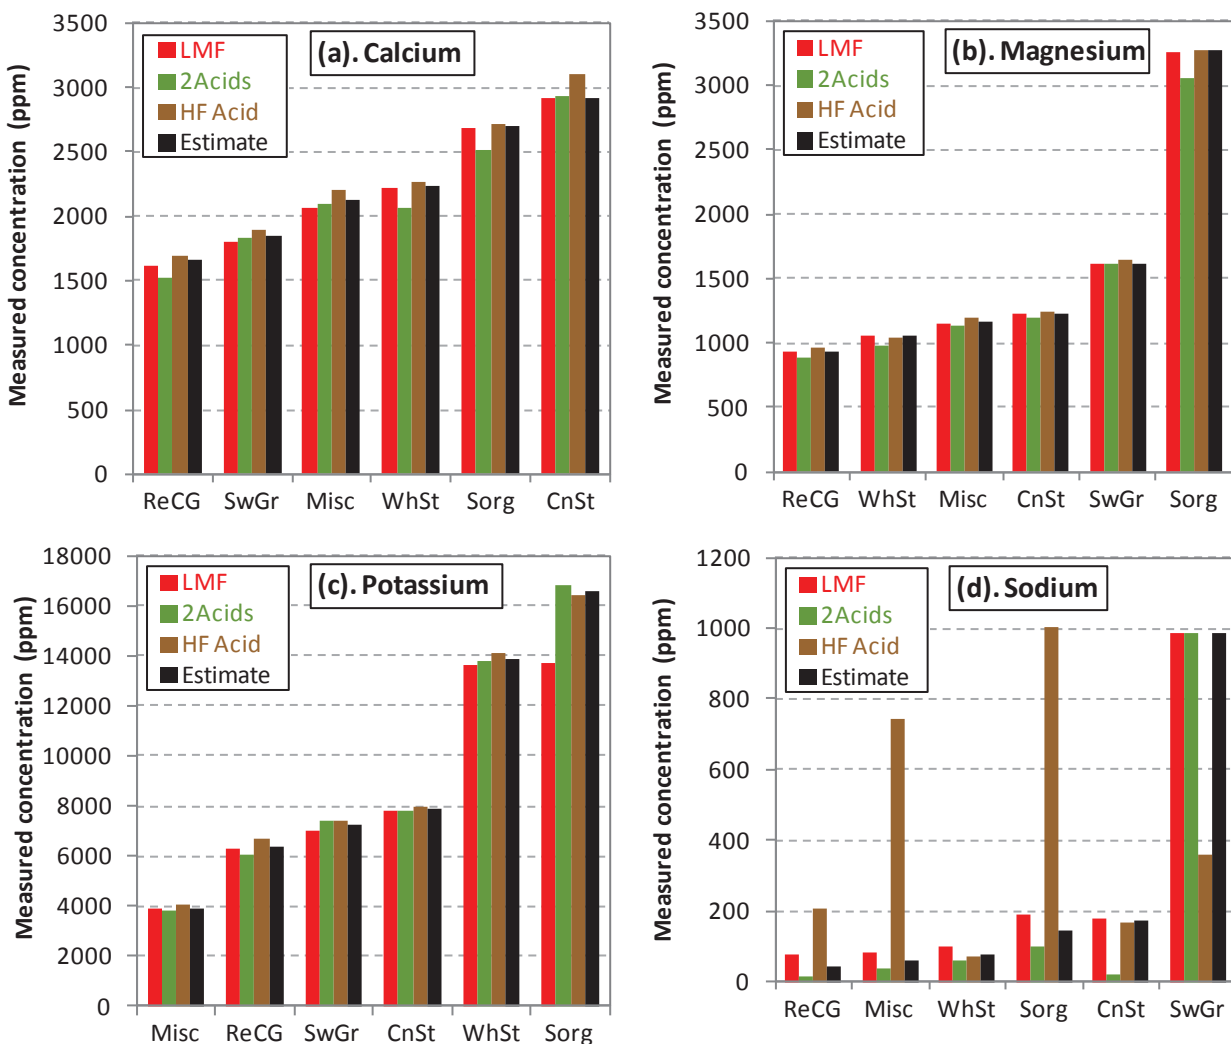 (a). Calcium
LMF
2Acids
HF Acid
Estimate
Measured concentration (ppm)
3500
3000
2500
2000
1500
1000
500
0
ReCG SwGr Misc WhSt Sorg CnSt
(b). Magnesium
LMF
2Acids
HF Acid
Estimate
Measured concentration (ppm)
3500
3000
2500
2000
1500
1000
500
0
ReCG WhSt Misc CnSt SwGr Sorg
(c). Potassium
LMF
2Acids
HF Acid
Estimate
Measured concentration (ppm)
18000
16000
14000
12000
10000
8000
6000
4000
2000
0
Misc ReCG SwGr CnSt WhSt Sorg
(d). Sodium
LMF
2Acids
HF Acid
Estimate
Measured concentration (ppm)
1200
1000
800
600
400
200
0
ReCG Misc WhSt Sorg CnSt SwGr